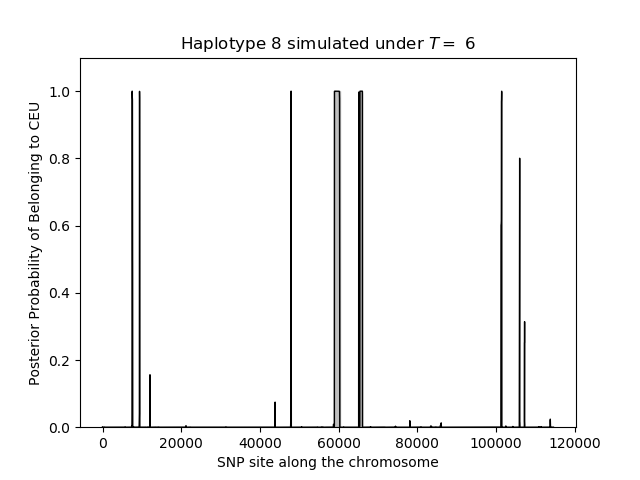 Haplotype 8 simulated under T = 6
Posterior Probability of Belonging to CEU
1.0
0.8
0.6
0.4
0.2
0.0
0 20000 40000 60000 80000 100000 120000
SNP site along the chromosome